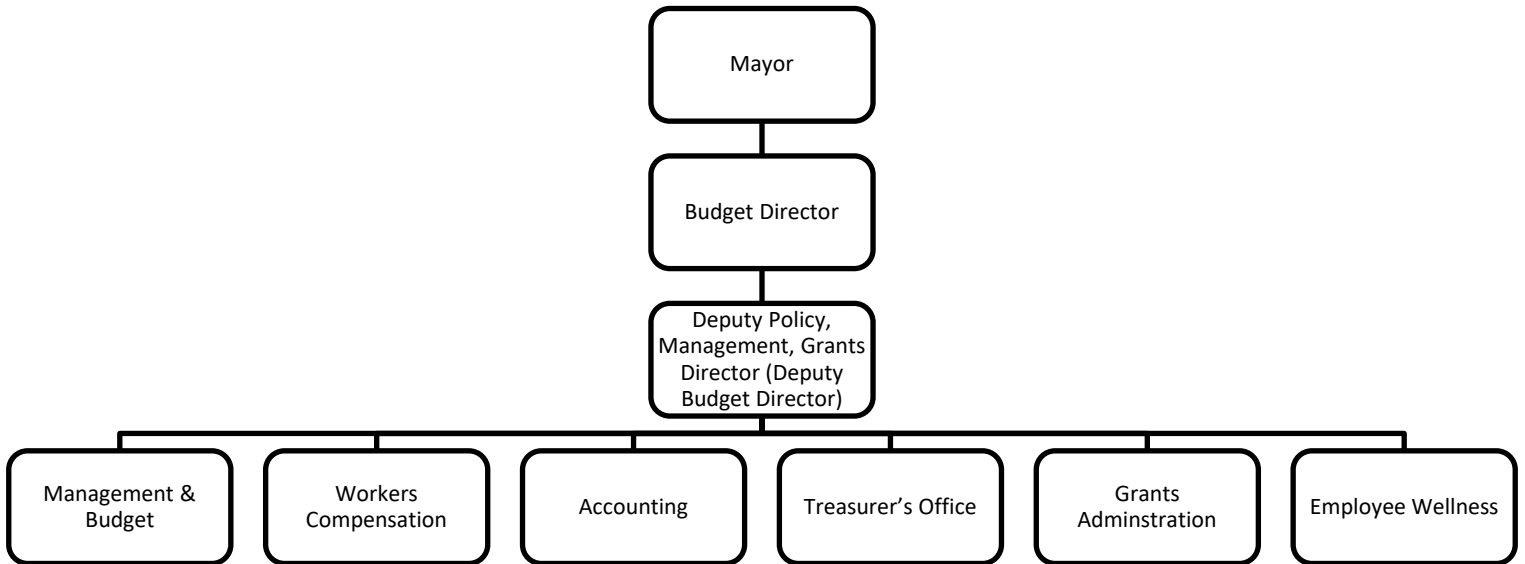 Mayor
Budget Director
Deputy Policy,
Management, Grants
Director (Deputy
Budget Director)
Management &
Budget
Workers
Compensation
Accounting
Treasurer’s Office
Grants
Adminstration
Employee Wellness